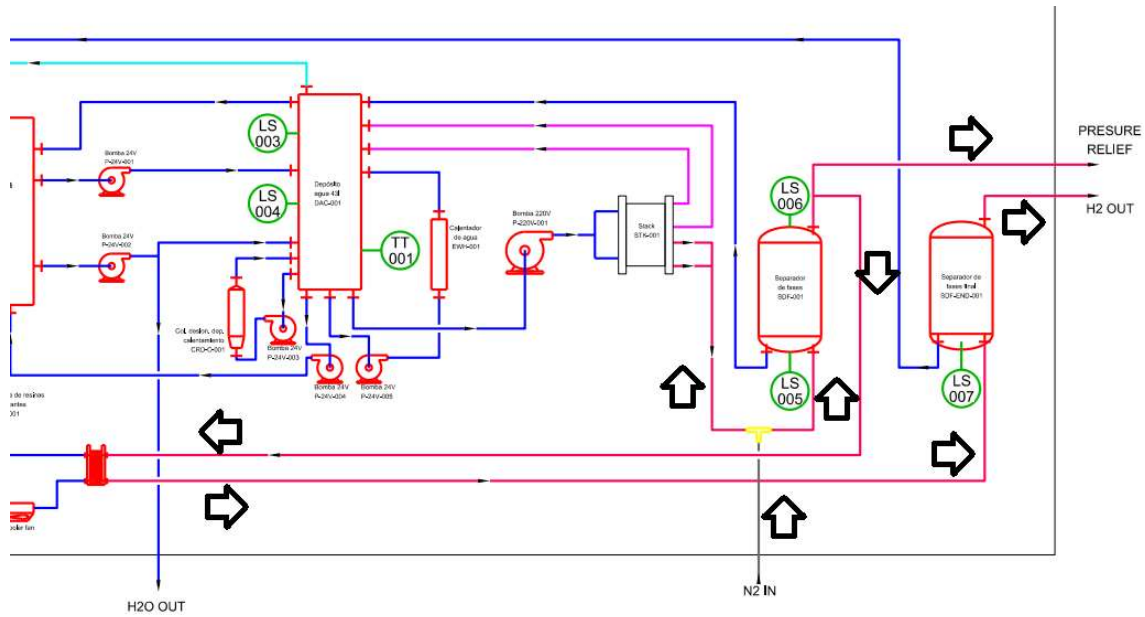 Bomba 24V
P-24V-001
LS
003
Depósito
DAC-001
LS
004
TT
001
Bomba 24V
P-24V-002
Calentador
de agua
EWH-001
Bomba 220V
P-220V-001
Stack
STK-001
LS
006
Separador
de fases
SDF-001
LS
005
PRESURE
RELIEF
H2 OUT
Separador de
fases final
SDF-END-001
LS
007
Col. desion. dep.
calentamiento
Bomba 24V
P-24V-003
Bomba 24V
P-24V-004
Bomba 24V
P-24V-005
001
fan
H2O OUT
N2 IN